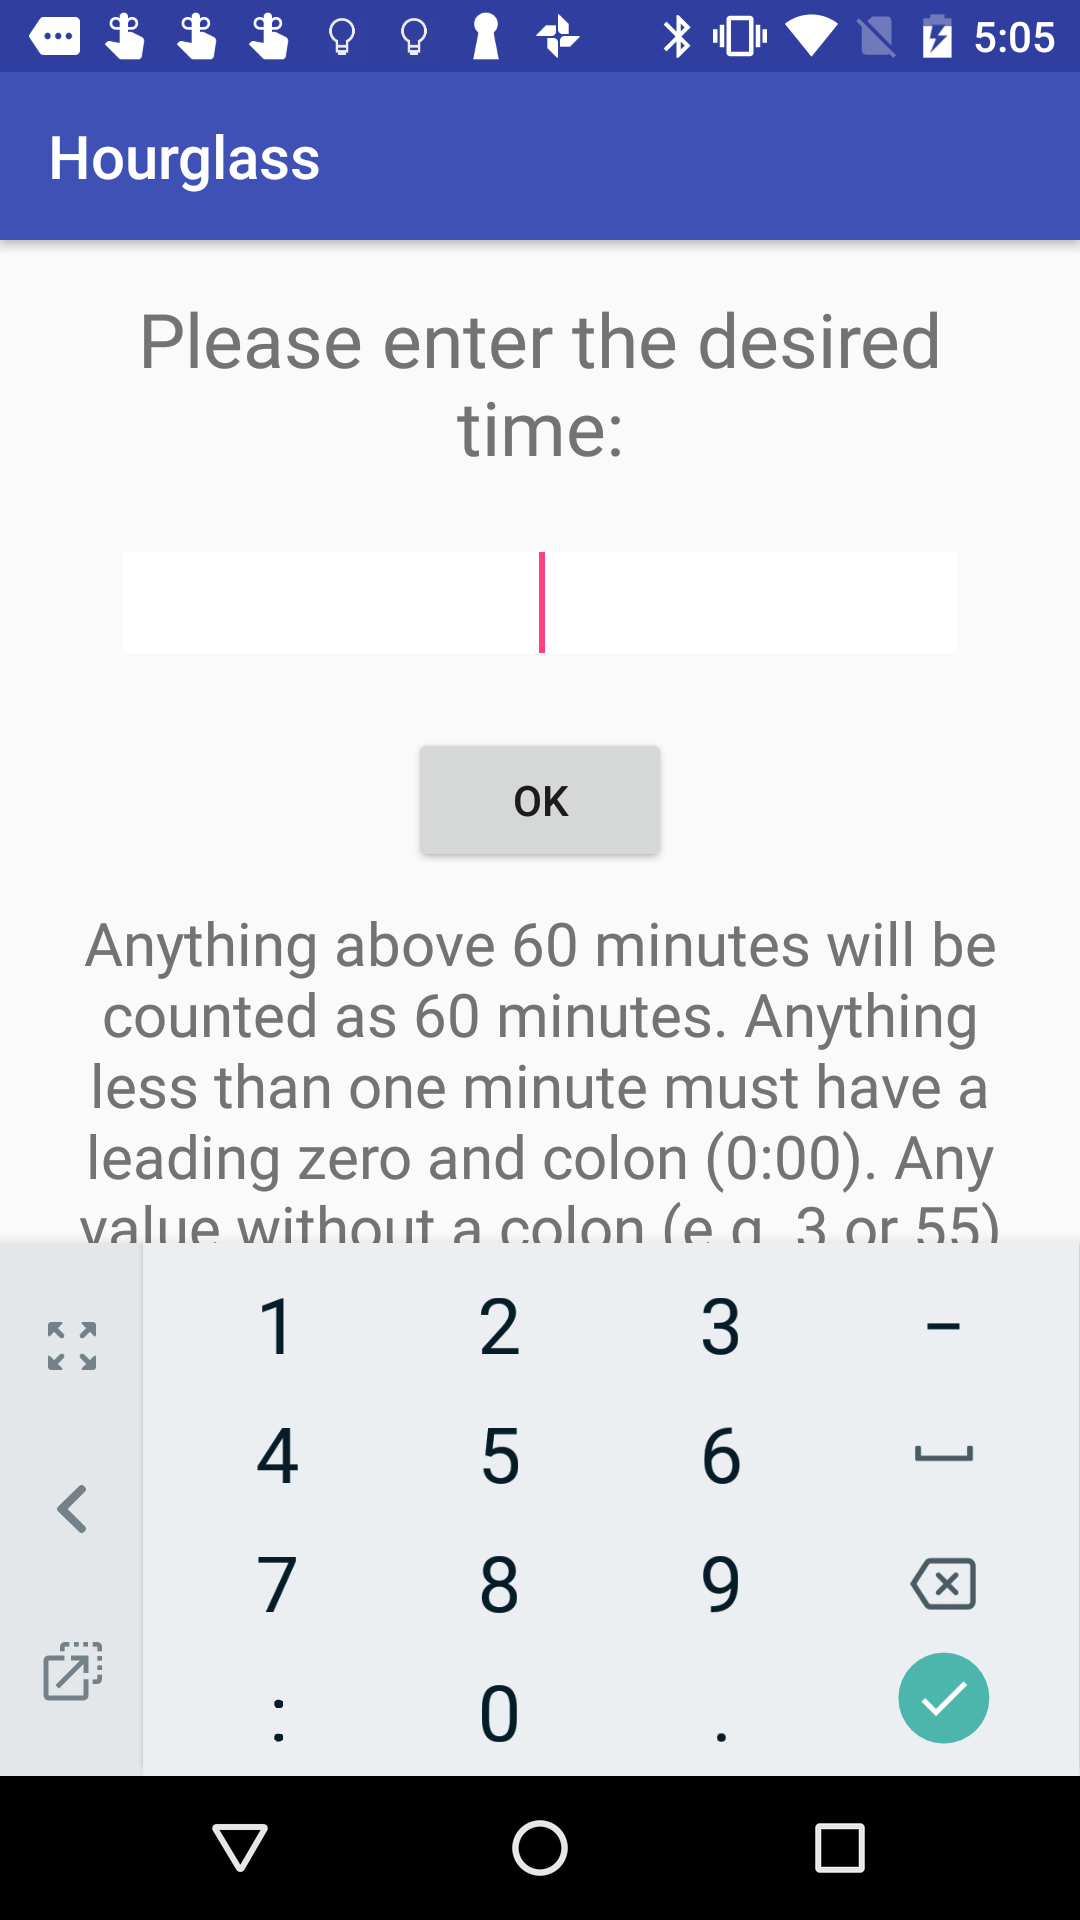 5:05
Hourglass
Please enter the desired
time:
OK
Anything above 60 minutes will be
counted as 60 minutes. Anything
less than one minute must have a
leading zero and colon (0:00). Any
value without a colon (e.g. 3 or 55)
1 2 3 –
4 5 6
7 8 9
: 0 .